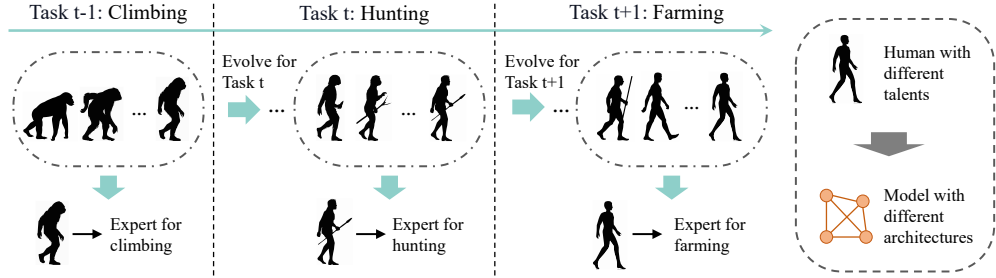 Task t-1: Climbing
Task t: Hunting
Task t+1: Farming
Evolve for
Task t
...
...
...
Evolve for
Task t+1
...
...
Expert for
climbing
Expert for
hunting
Expert for
farming
Human with
different
talents
Model with
different
architectures